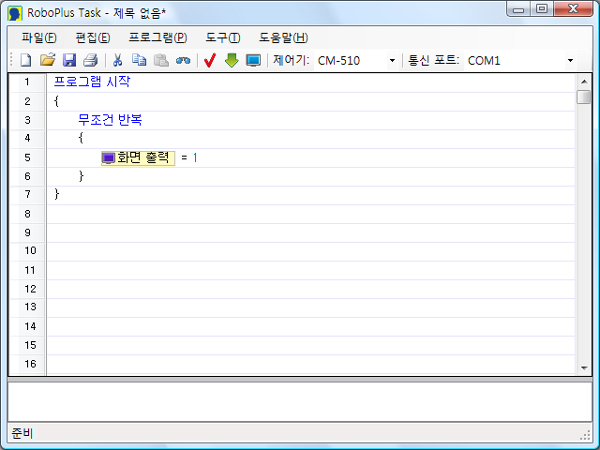 RoboPlus Task - 제목 없음*
파일(F) 편집(E) 프로그램(P) 도구(T) 도움말(H)
제어기: CM-510 통신 포트: COM1
1 프로그램 시작
2 {
3 무조건 반복
4 {
5 화면 출력 = 1
6 }
7 }
8
9
10
11
12
13
14
15
16
준비